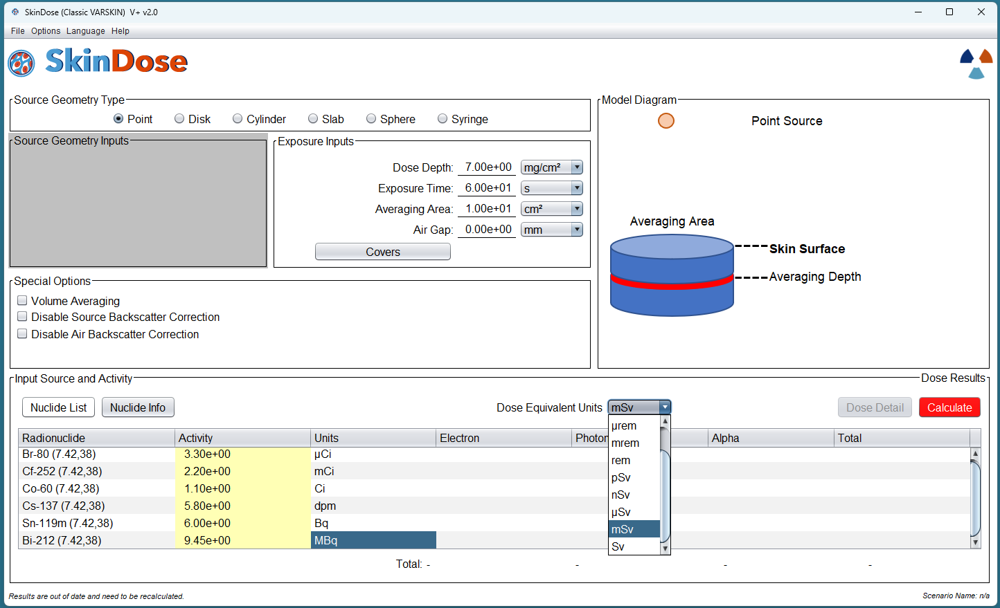 SkinDose (Classic VARSKIN)  V+ v2.0
File Options Language Help
SkinDose
Source Geometry Type
Point Disk Cylinder Slab Sphere Syringe
Source Geometry Inputs
Exposure Inputs
Dose Depth: 7.00e+00 mg/cm²
Exposure Time: 6.00e+01 s
Averaging Area: 1.00e+01 cm²
Air Gap: 0.00e+00 mm
Covers
Special Options
Volume Averaging
Disable Source Backscatter Correction
Disable Air Backscatter Correction
Model Diagram
Point Source
Averaging Area
Skin Surface
Averaging Depth
Input Source and Activity
Dose Results
Nuclide List Nuclide Info Dose Equivalent Units mSv Dose Detail Calculate
µrem
mrem
rem
pSv
nSv
µSv
mSv
Sv
Radionuclide Activity Units Electron Photon Alpha Total
Br-80 (7.42,38) 3.30e+00 µCi
Cf-252 (7.42,38) 2.20e+00 mCi
Co-60 (7.42,38) 1.10e+00 Ci
Cs-137 (7.42,38) 5.80e+00 dpm
Sn-119m (7.42,38) 6.00e+00 Bq
Bi-212 (7.42,38) 9.45e+00 MBq
Total: - - - -
Results are out of date and need to be recalculated.
Scenario Name: n/a